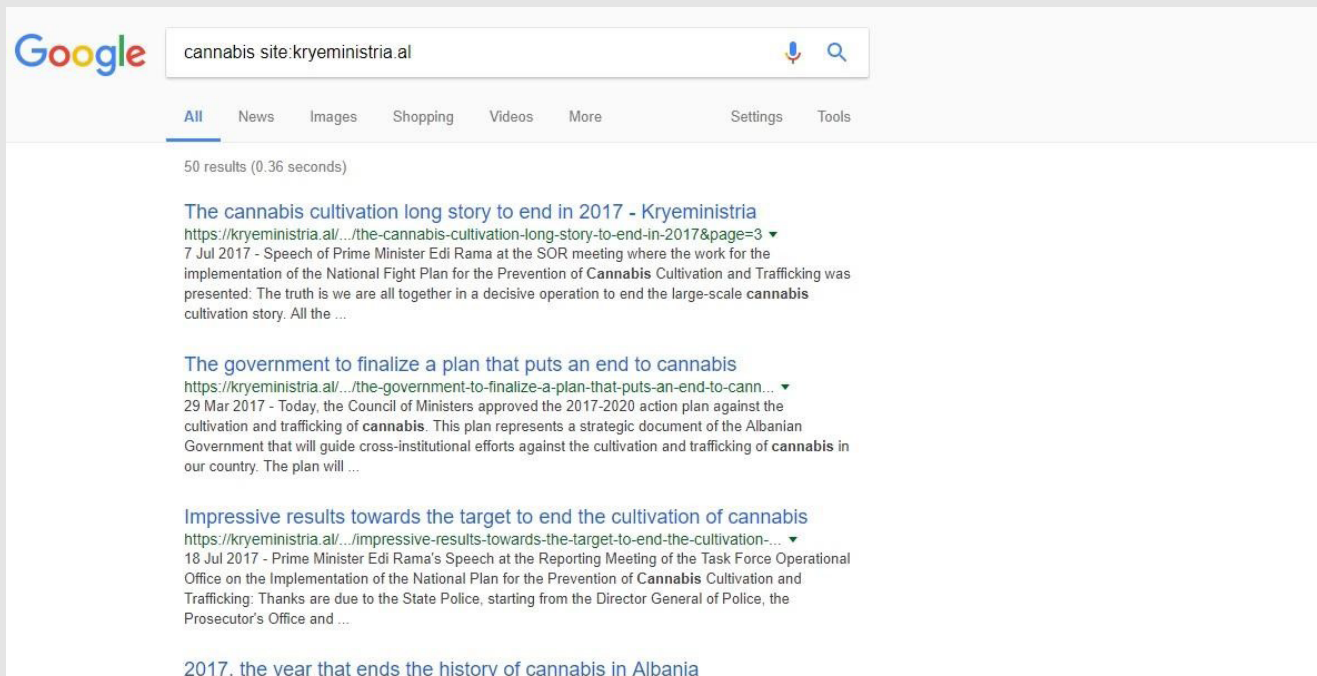 Google
cannabis site:kryeministria.al
All News Images Shopping Videos More Settings Tools
50 results (0.36 seconds)
The cannabis cultivation long story to end in 2017 - Kryeministria
https://kryeministria.al/.../the-cannabis-cultivation-long-story-to-end-in-2017&page=3
7 Jul 2017 - Speech of Prime Minister Edi Rama at the SOR meeting where the work for the
implementation of the National Fight Plan for the Prevention of Cannabis Cultivation and Trafficking was
presented: The truth is we are all together in a decisive operation to end the large-scale cannabis
cultivation story. All the ...
The government to finalize a plan that puts an end to cannabis
https://kryeministria.al/.../the-government-to-finalize-a-plan-that-puts-an-end-to-cann...
29 Mar 2017 - Today, the Council of Ministers approved the 2017-2020 action plan against the
cultivation and trafficking of cannabis. This plan represents a strategic document of the Albanian
Government that will guide cross-institutional efforts against the cultivation and trafficking of cannabis in
our country. The plan will ...
Impressive results towards the target to end the cultivation of cannabis
https://kryeministria.al/.../impressive-results-towards-the-target-to-end-the-cultivation-...
18 Jul 2017 - Prime Minister Edi Rama's Speech at the Reporting Meeting of the Task Force Operational
Office on the Implementation of the National Plan for the Prevention of Cannabis Cultivation and
Trafficking: Thanks are due to the State Police, starting from the Director General of Police, the
Prosecutor's Office and ...
2017, the year that ends the history of cannabis in Albania